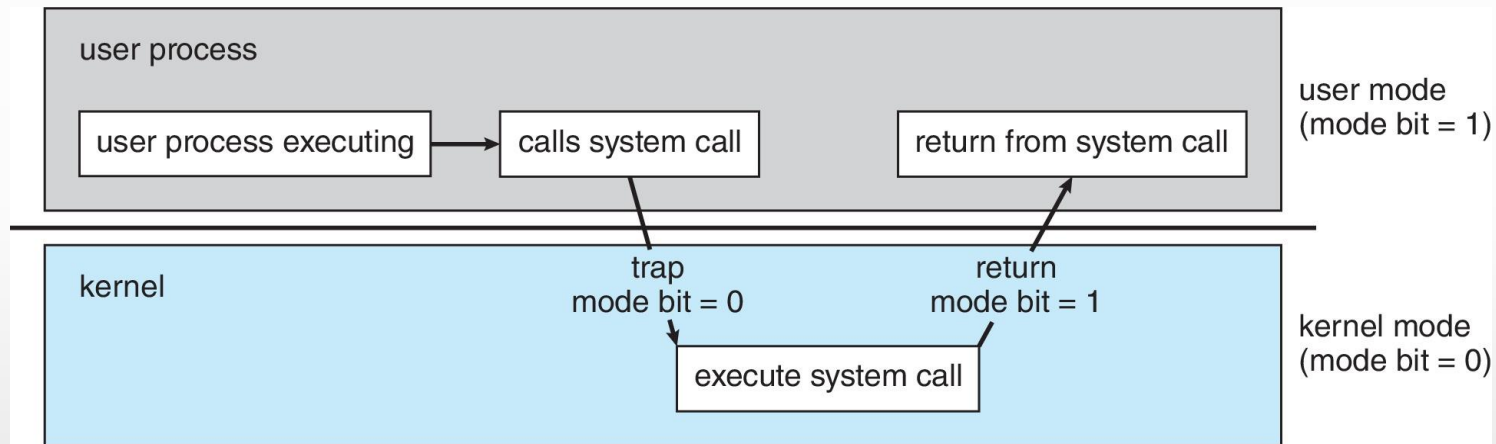 user process
user process executing
calls system call
return from system call
user mode
(mode bit = 1)
kernel
trap
mode bit = 0
return
mode bit = 1
execute system call
kernel mode
(mode bit = 0)